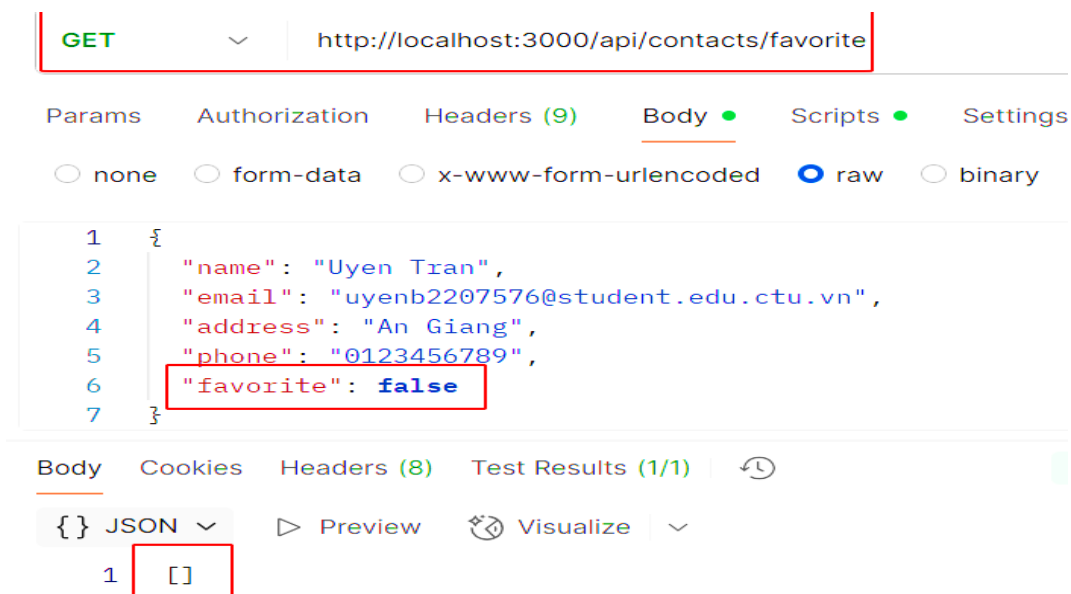 GET http://localhost:3000/api/contacts/favorite
Params Authorization Headers (9) Body Scripts Settings
none form-data x-www-form-urlencoded raw binary
1 {
2 "name": "Uyen Tran",
3 "email": "uyenb2207576@student.edu.ctu.vn",
4 "address": "An Giang",
5 "phone": "0123456789",
6 "favorite": false
7 }
Body Cookies Headers (8) Test Results (1/1)
{} JSON Preview Visualize
1 []